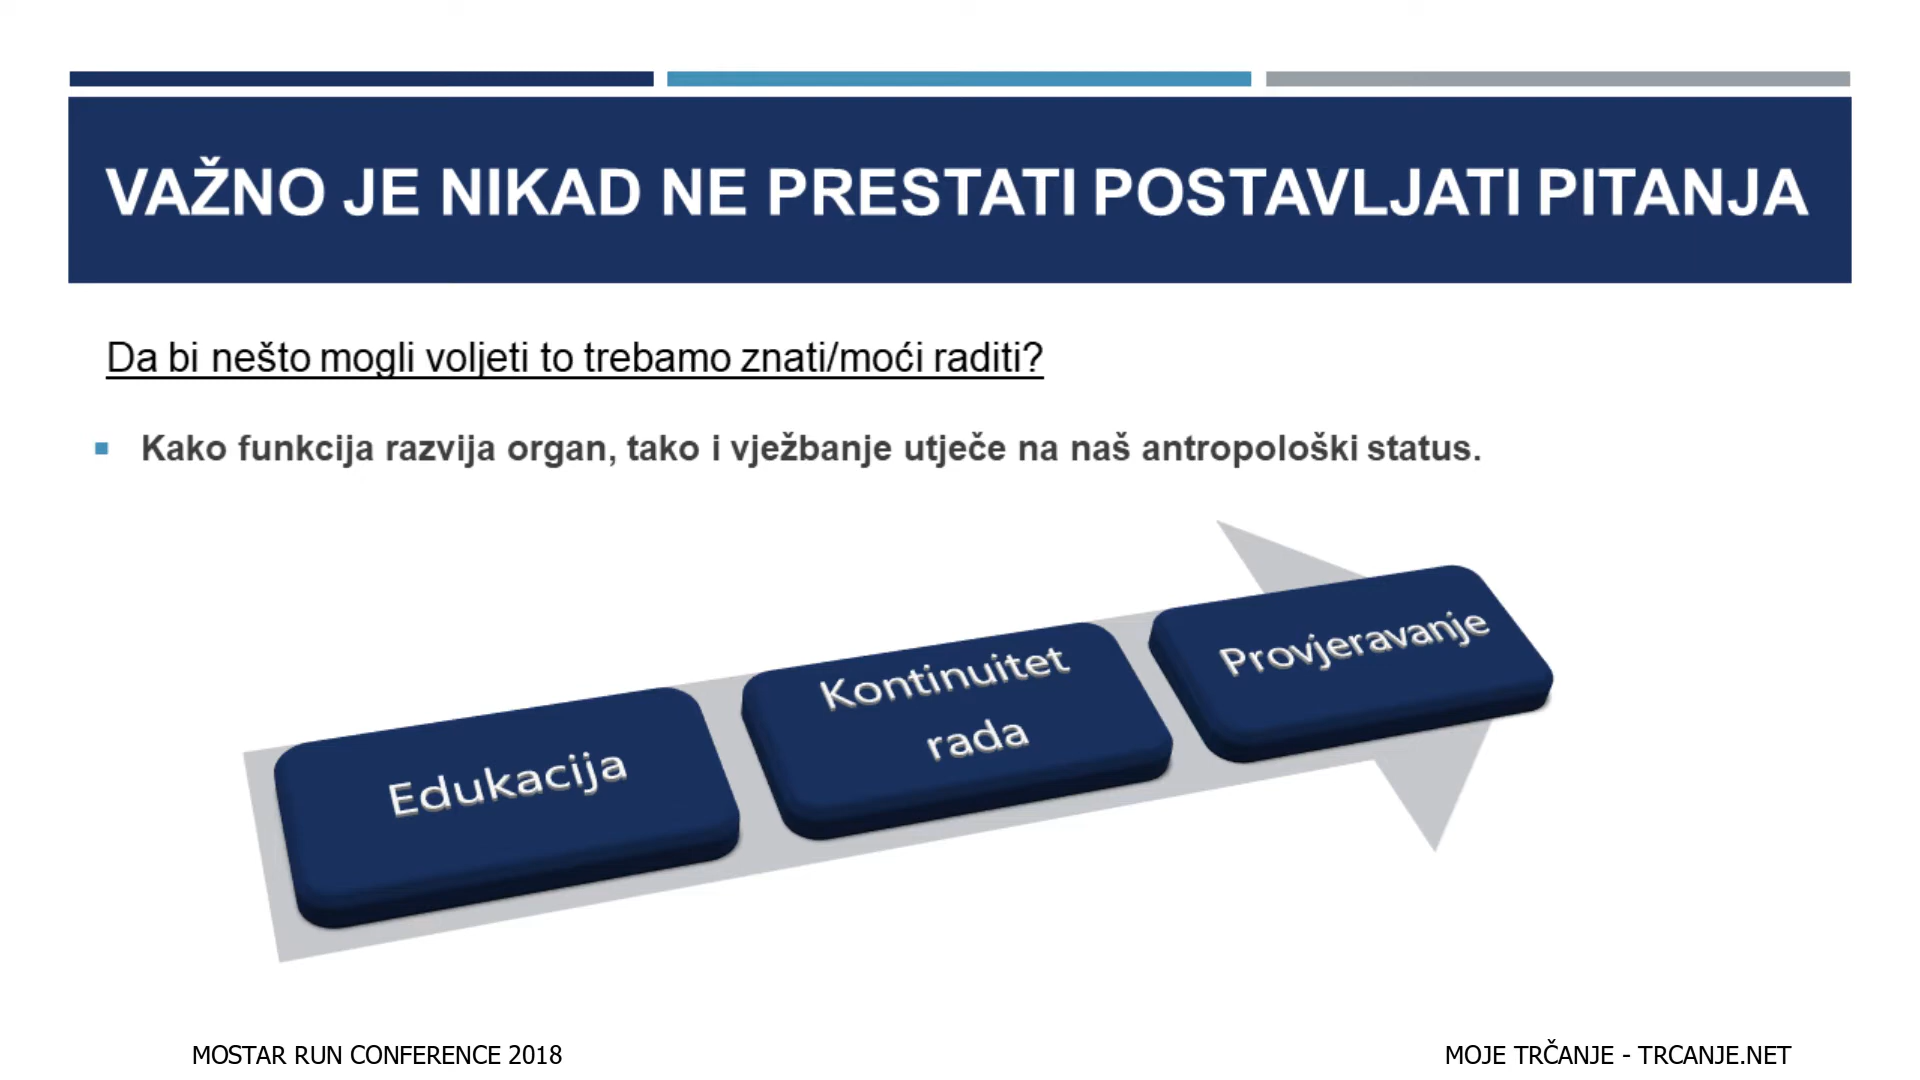 VAŽNO JE NIKAD NE PRESTATI POSTAVLJATI PITANJA
Da bi nešto mogli voljeti to trebamo znati/moći raditi?
Kako funkcija razvija organ, tako i vježbanje utječe na naš antropološki status.
Edukacija
Kontinuitet
rada
Provjeravanje
MOSTAR RUN CONFERENCE 2018
MOJE TRČANJE - TRCANJE.NET